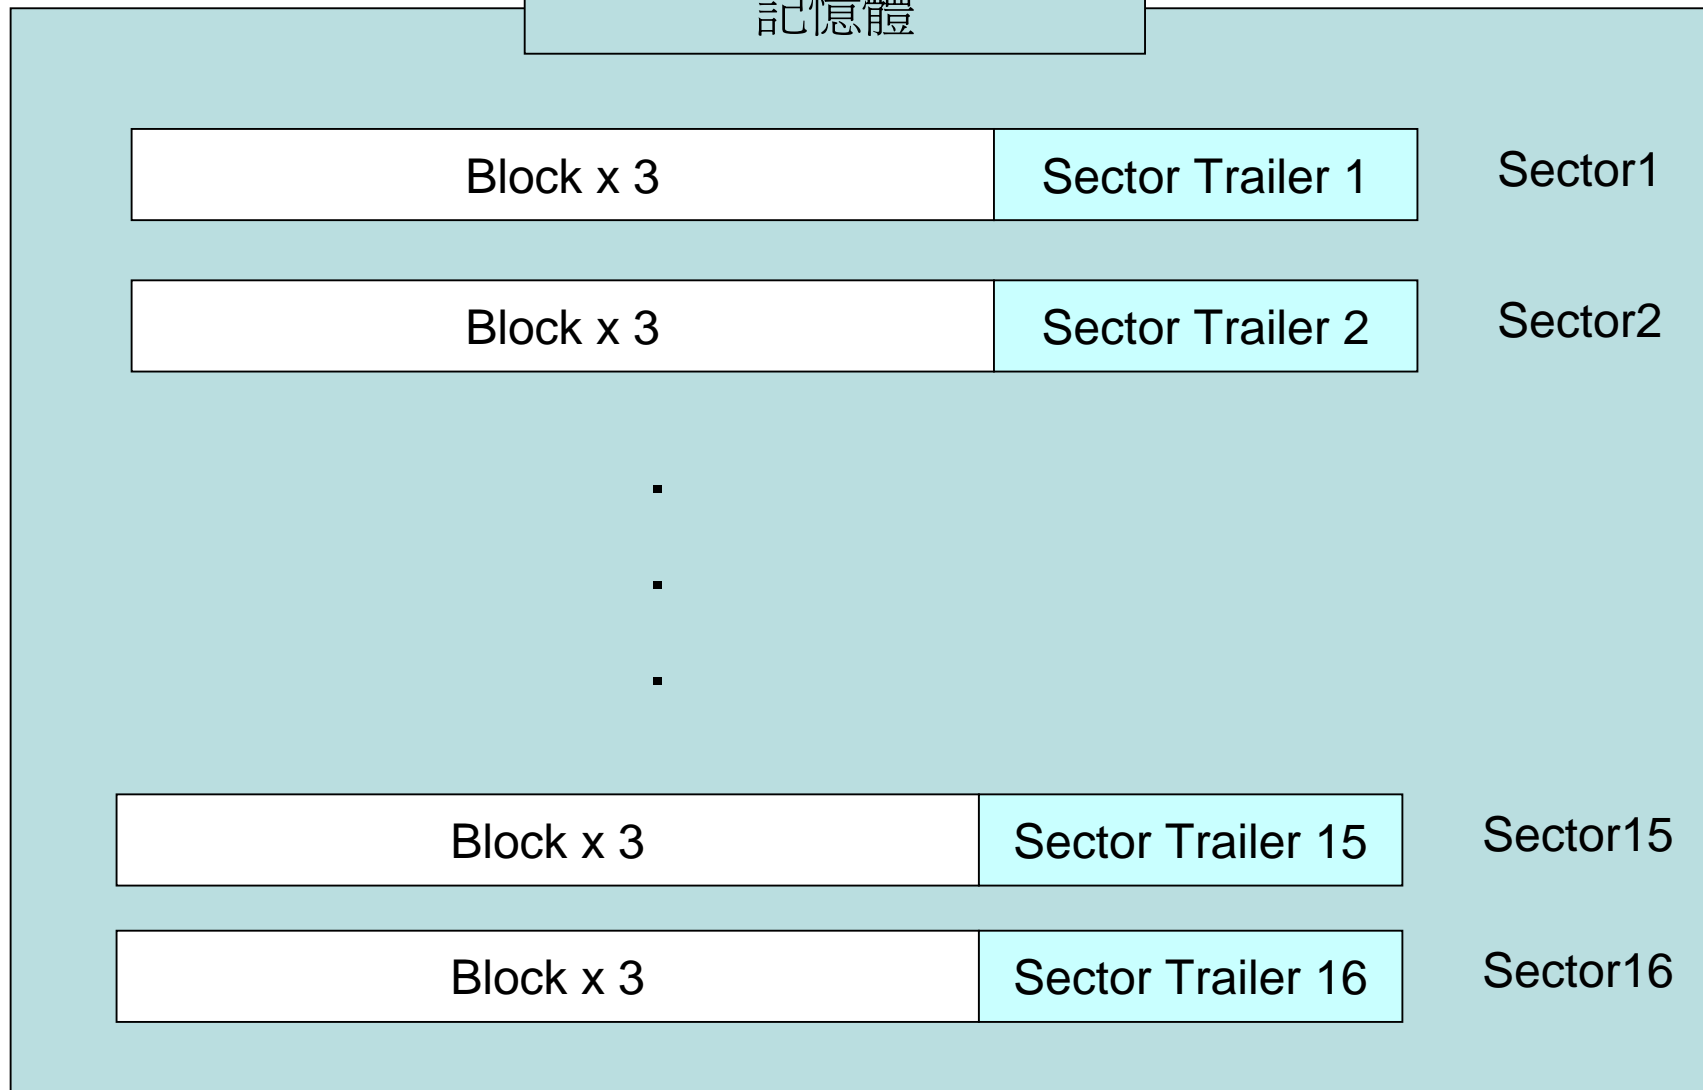 記憶體
Block x 3 Sector Trailer 1 Sector1
Block x 3 Sector Trailer 2 Sector2
.
.
.
Block x 3 Sector Trailer 15 Sector15
Block x 3 Sector Trailer 16 Sector16